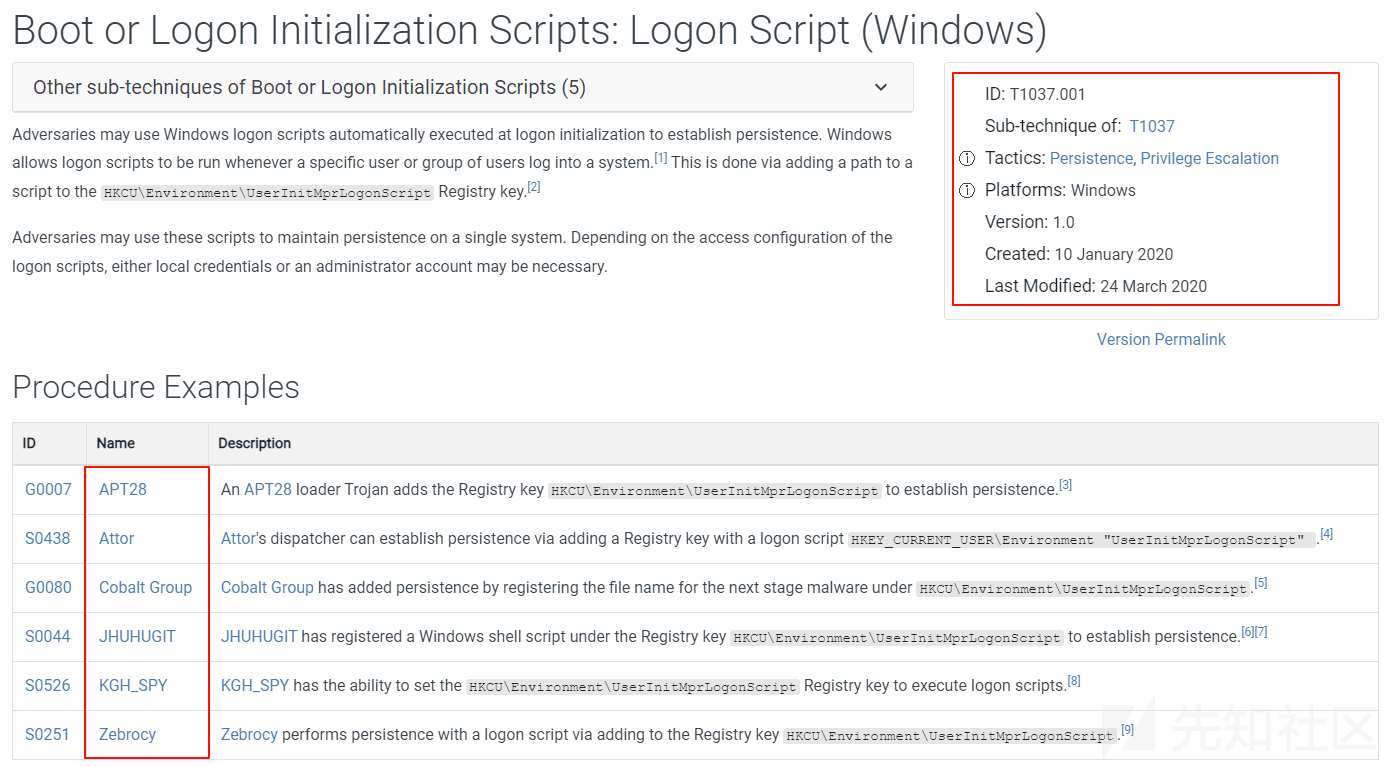 Boot or Logon Initialization Scripts: Logon Script (Windows)
Other sub-techniques of Boot or Logon Initialization Scripts (5)
Adversaries may use Windows logon scripts automatically executed at logon initialization to establish persistence. Windows
allows logon scripts to be run whenever a specific user or group of users log into a system.[1] This is done via adding a path to a
script to the HKCU\Environment\UserInitMprLogonScript Registry key.[2]
Adversaries may use these scripts to maintain persistence on a single system. Depending on the access configuration of the
logon scripts, either local credentials or an administrator account may be necessary.
ID: T1037.001
Sub-technique of: T1037
ⓘ Tactics: Persistence, Privilege Escalation
ⓘ Platforms: Windows
Version: 1.0
Created: 10 January 2020
Last Modified: 24 March 2020
Version Permalink
Procedure Examples
ID Name Description
G0007 APT28 An APT28 loader Trojan adds the Registry key HKCU\Environment\UserInitMprLogonScript to establish persistence.[3]
S0438 Attor Attor's dispatcher can establish persistence via adding a Registry key with a logon script HKEY_CURRENT_USER\Environment "UserInitMprLogonScript" .[4]
G0080 Cobalt Group Cobalt Group has added persistence by registering the file name for the next stage malware under HKCU\Environment\UserInitMprLogonScript.[5]
S0044 JHUHUGIT JHUHUGIT has registered a Windows shell script under the Registry key HKCU\Environment\UserInitMprLogonScript to establish persistence.[6][7]
S0526 KGH_SPY KGH_SPY has the ability to set the HKCU\Environment\UserInitMprLogonScript Registry key to execute logon scripts.[8]
S0251 Zebrocy Zebrocy performs persistence with a logon script via adding to the Registry key HKCU\Environment\UserInitMprLogonScript.[9]
先知社区